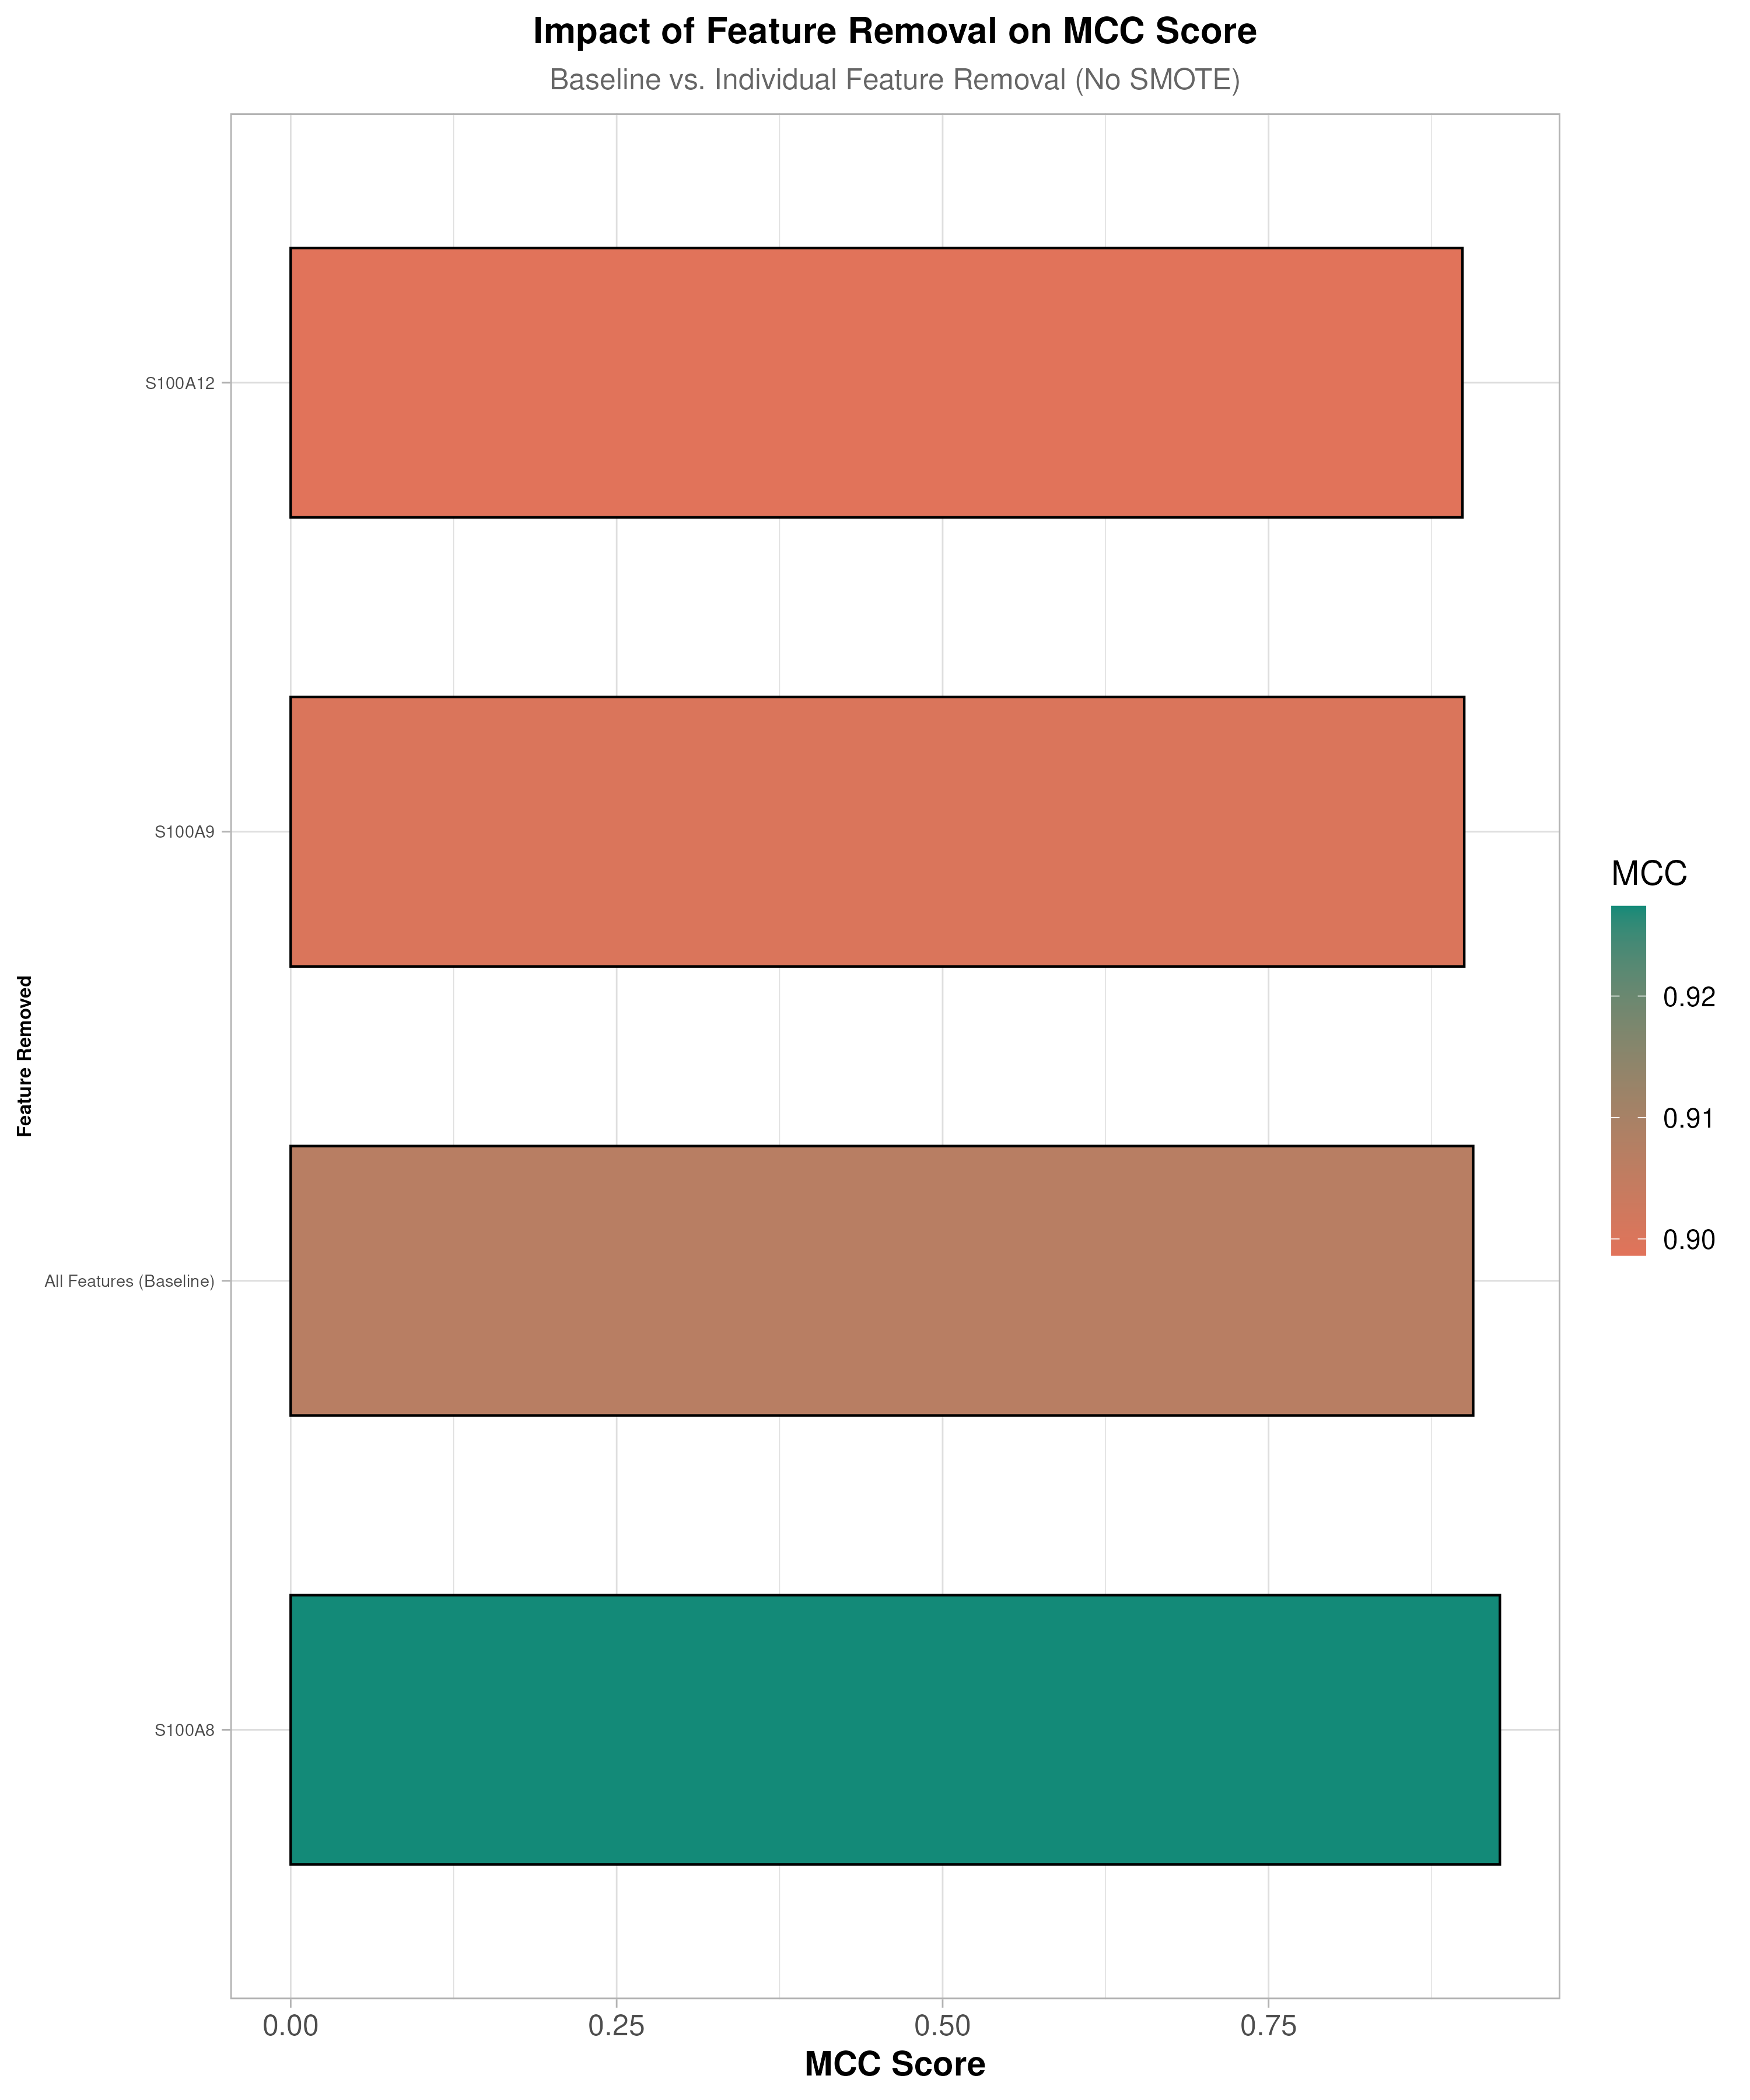 Impact of Feature Removal on MCC Score
Baseline vs. Individual Feature Removal (No SMOTE)
Feature Removed
S100A12
S100A9
All Features (Baseline)
S100A8
0.00
0.25
0.50
0.75
MCC Score
MCC
0.92
0.91
0.90